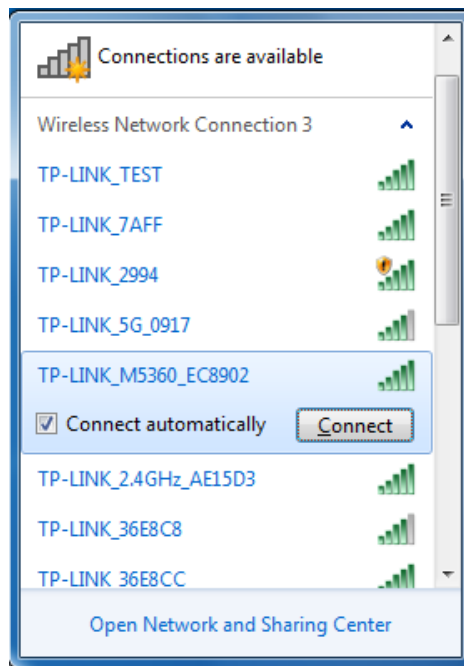 Connections are available
Wireless Network Connection 3
TP-LINK_TEST
TP-LINK_7AFF
TP-LINK_2994
TP-LINK_5G_0917
TP-LINK_M5360_EC8902
Connect automatically Connect
TP-LINK_2.4GHz_AE15D3
TP-LINK_36E8C8
TP-LINK_36E8CC
Open Network and Sharing Center